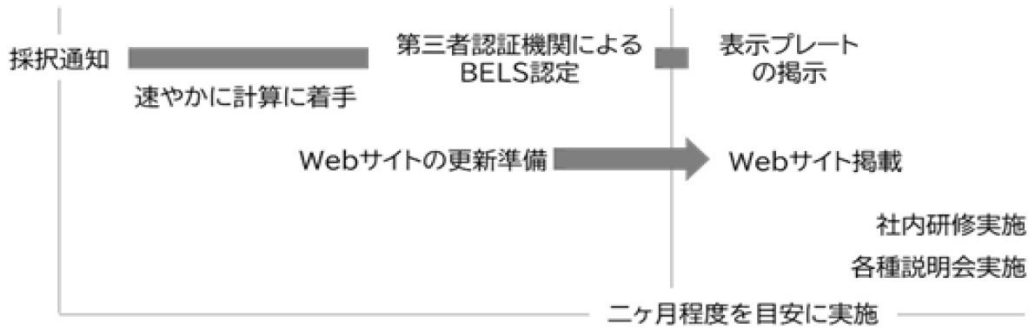 採択通知
速やかに計算に着手
第三者認証機関による
BELS認定
表示プレート
の掲示
Webサイトの更新準備
Webサイト掲載
社内研修実施
各種説明会実施
二ヶ月程度を目安に実施